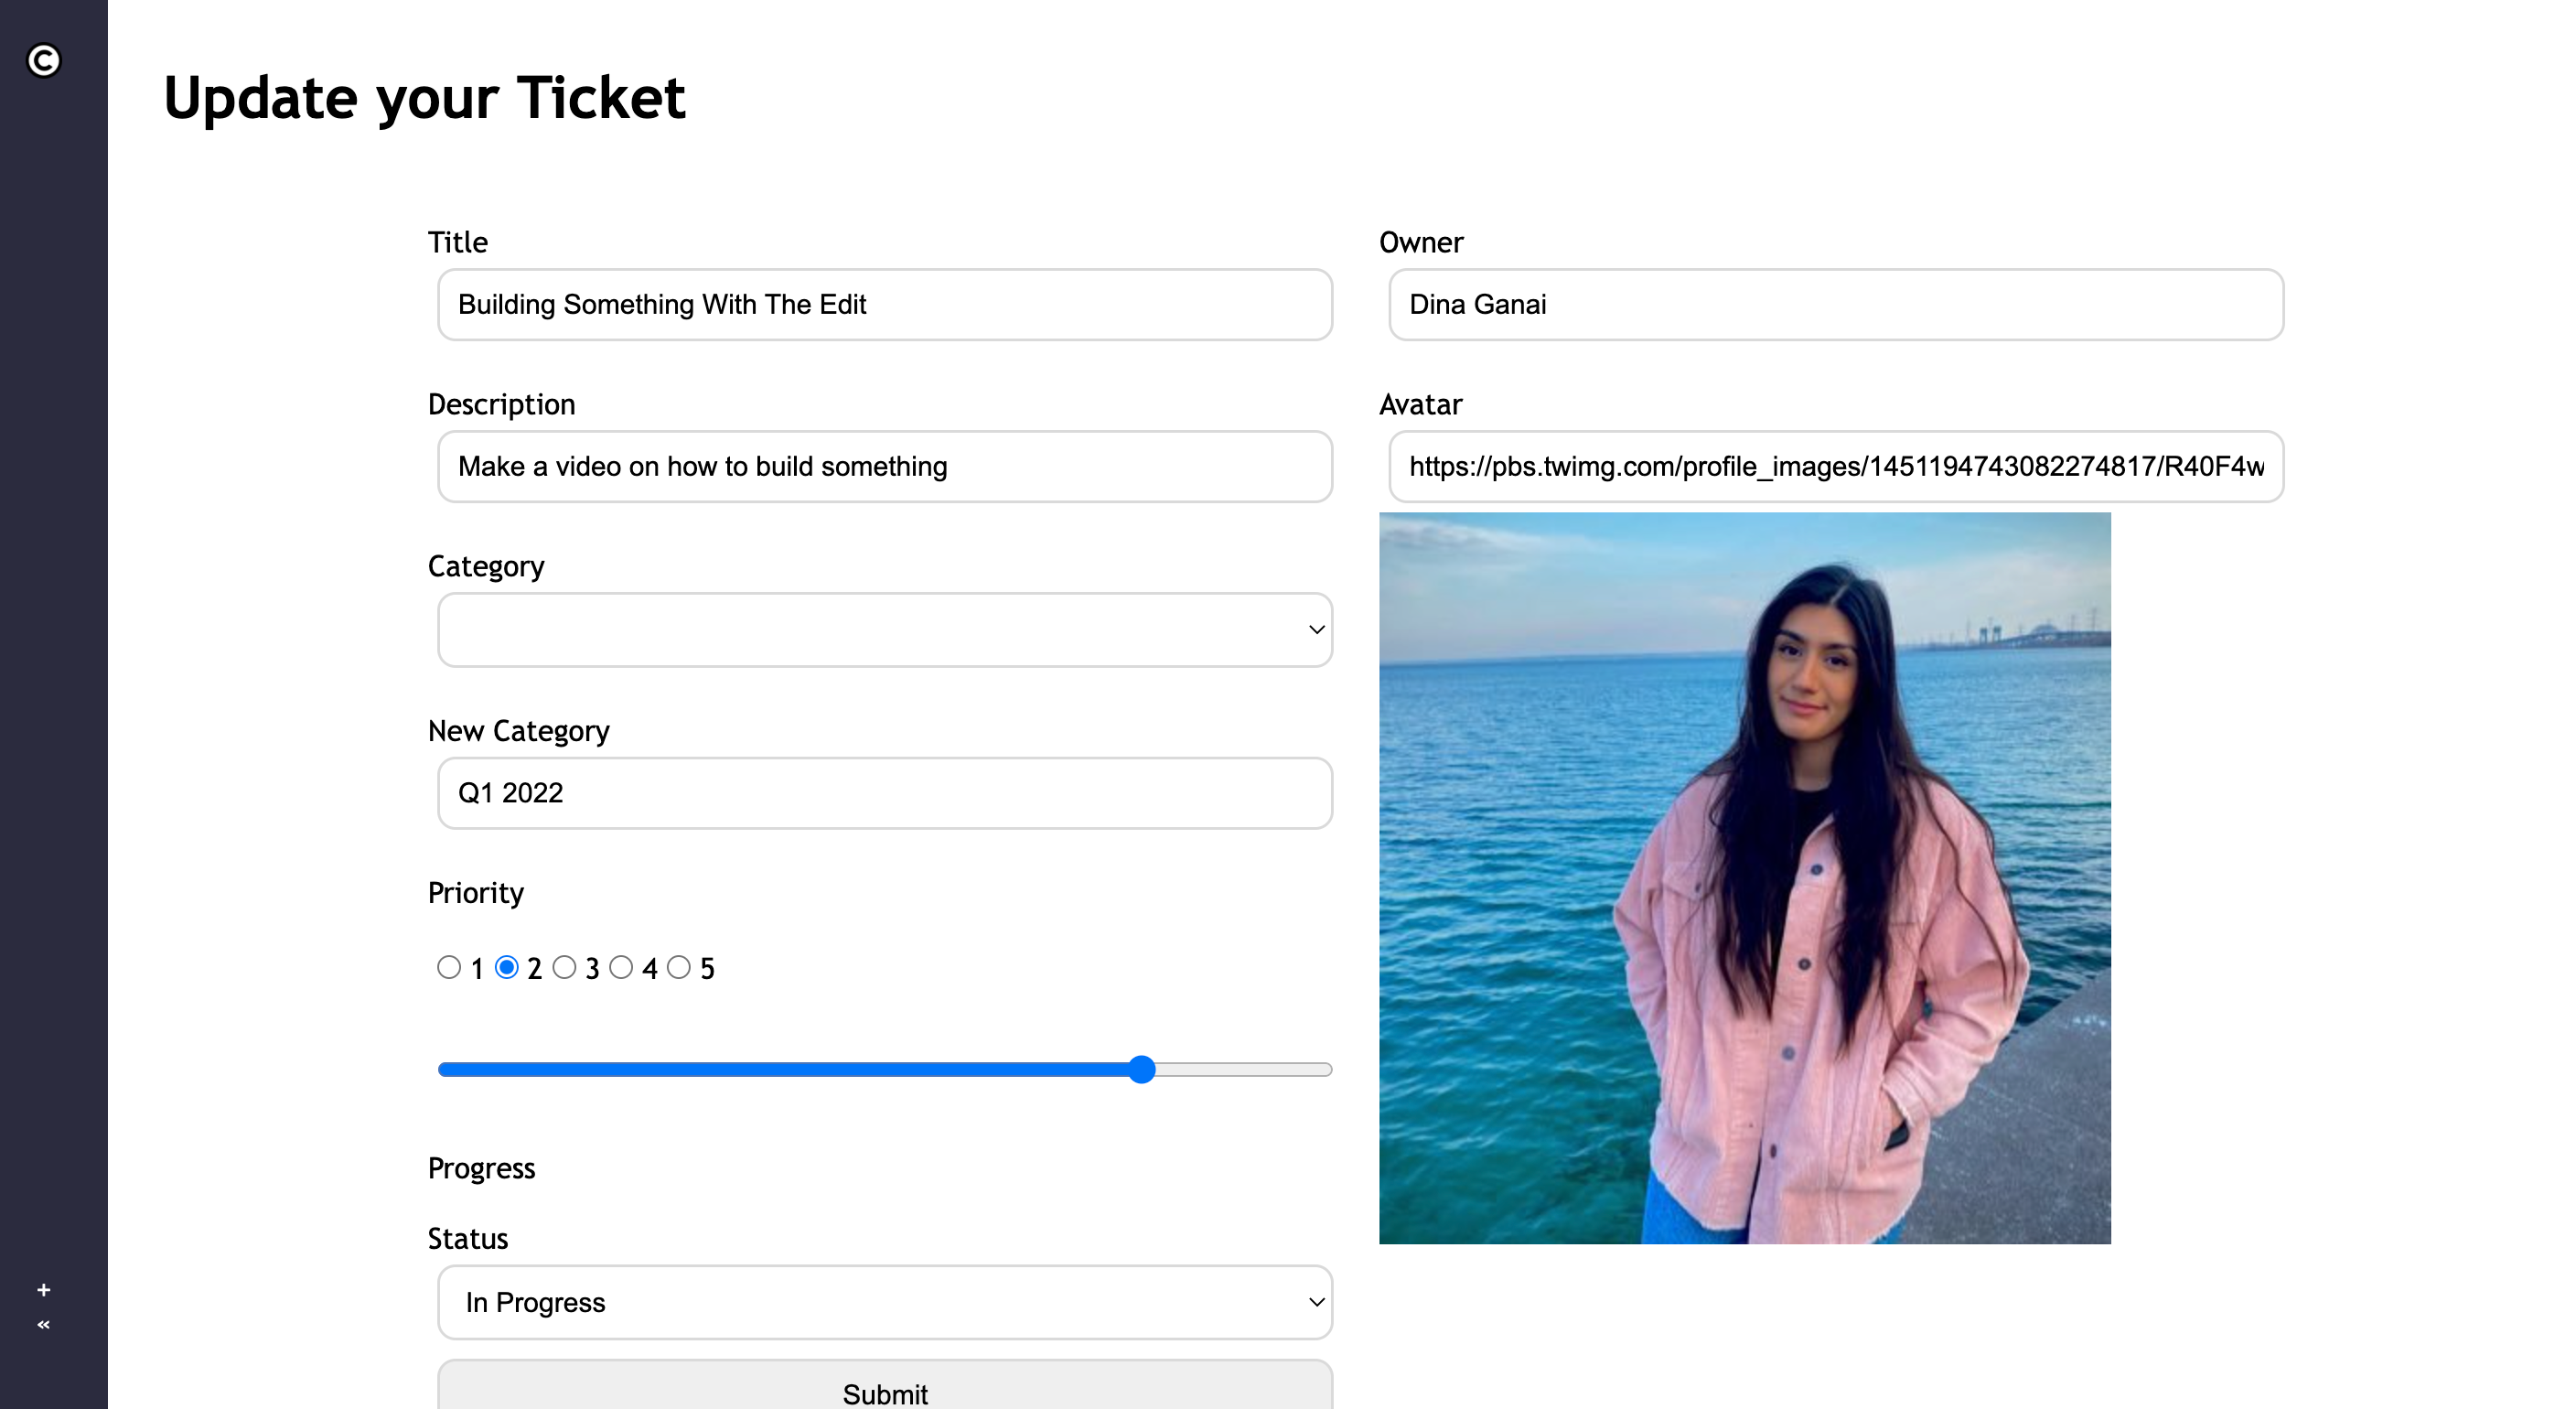 Update your Ticket
Title
Building Something With The Edit
Description
Make a video on how to build something
Category
New Category
Q1 2022
Priority
1 2 3 4 5
Progress
Status
In Progress
Submit
Owner
Dina Ganai
Avatar
https://pbs.twimg.com/profile_images/1451194743082274817/R40F4w